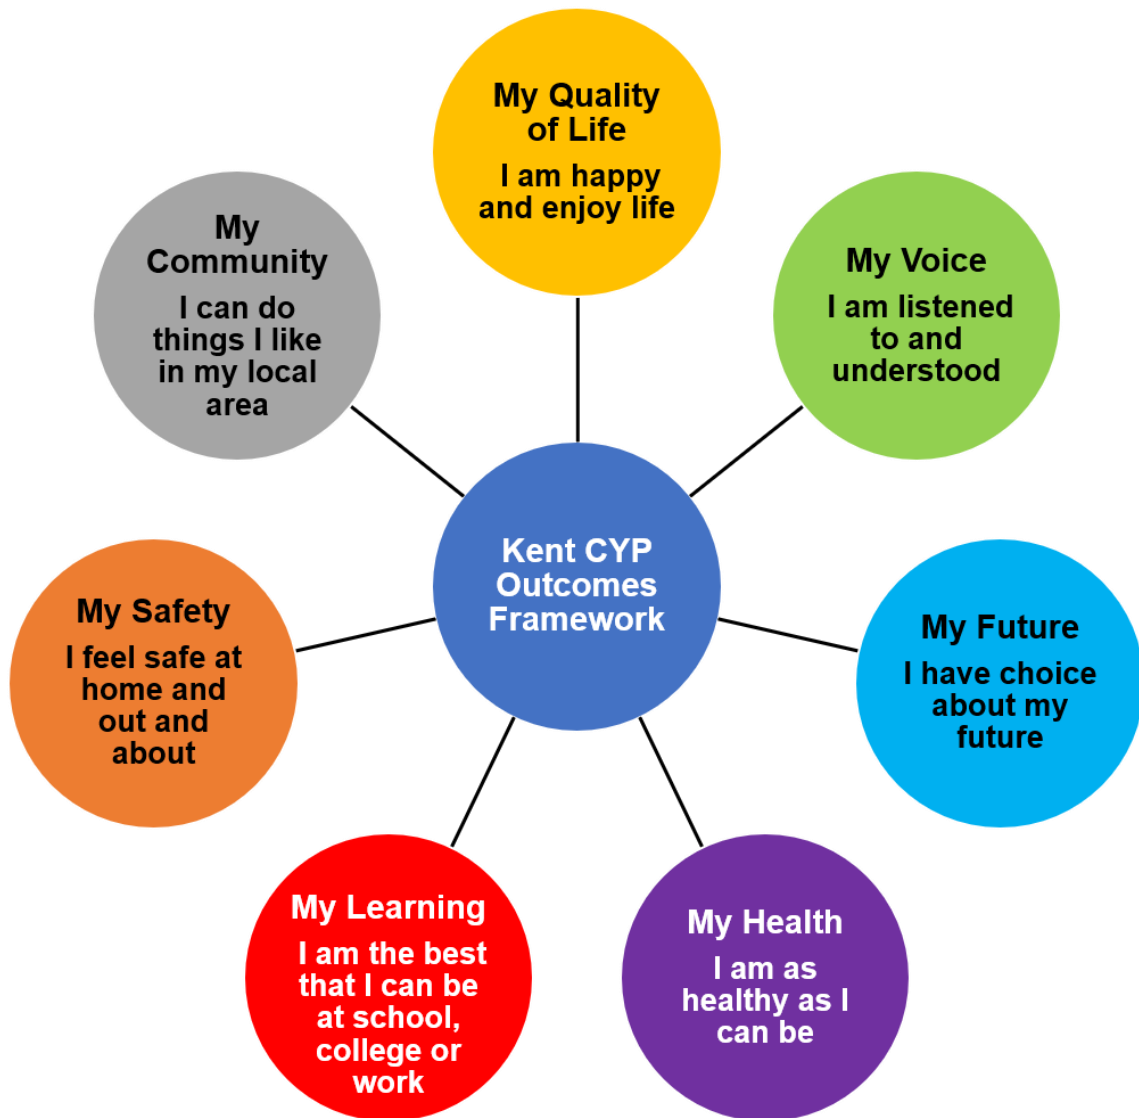 My Quality
of Life
I am happy
and enjoy life
My Voice
I am listened
to and
understood
My Future
I have choice
about my
future
My Health
I am as
healthy as I
can be
My Learning
I am the best
that I can be
at school,
college or
work
My Safety
I feel safe at
home and
out and
about
My
Community
I can do
things I like
in my local
area
Kent CYP
Outcomes
Framework